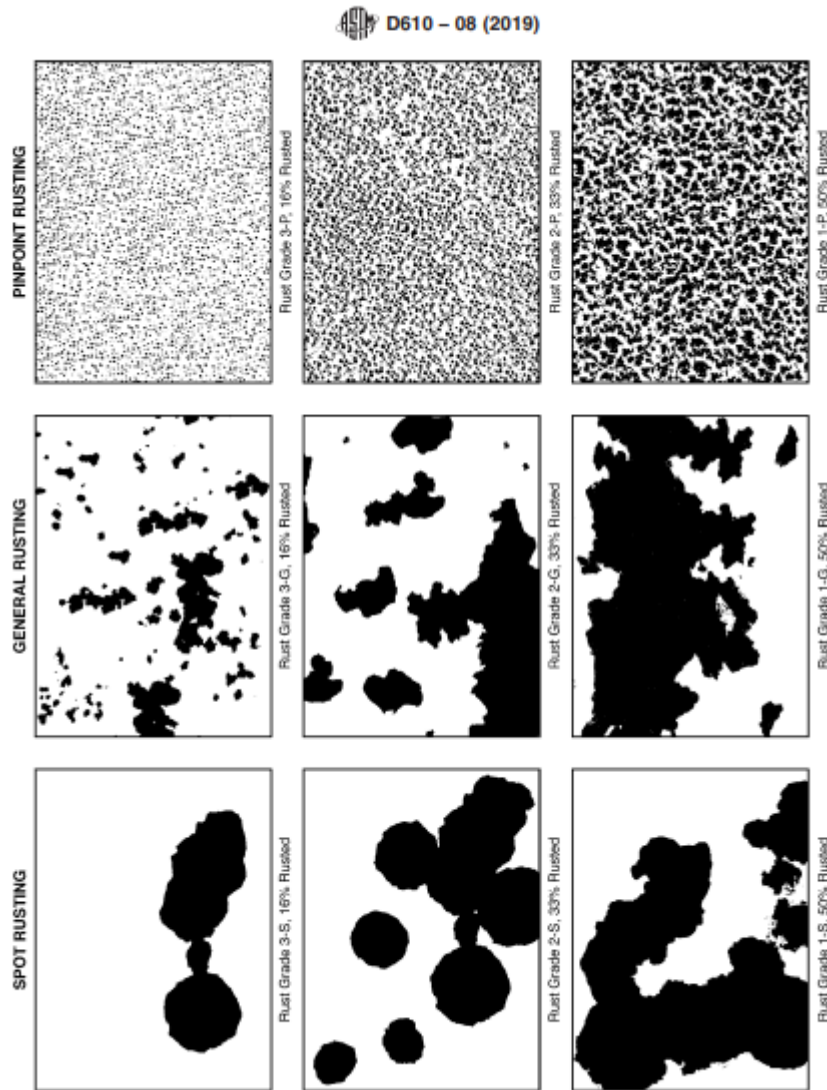 ASTM D610 – 08 (2019)
SPOT RUSTING
GENERAL RUSTING
PINPOINT RUSTING
Rust Grade 3-S, 16% Rusted
Rust Grade 3-G, 16% Rusted
Rust Grade 3-P, 16% Rusted
Rust Grade 2-S, 33% Rusted
Rust Grade 2-G, 33% Rusted
Rust Grade 2-P, 33% Rusted
Rust Grade 1-S, 50% Rusted
Rust Grade 1-G, 50% Rusted
Rust Grade 1-P, 50% Rusted